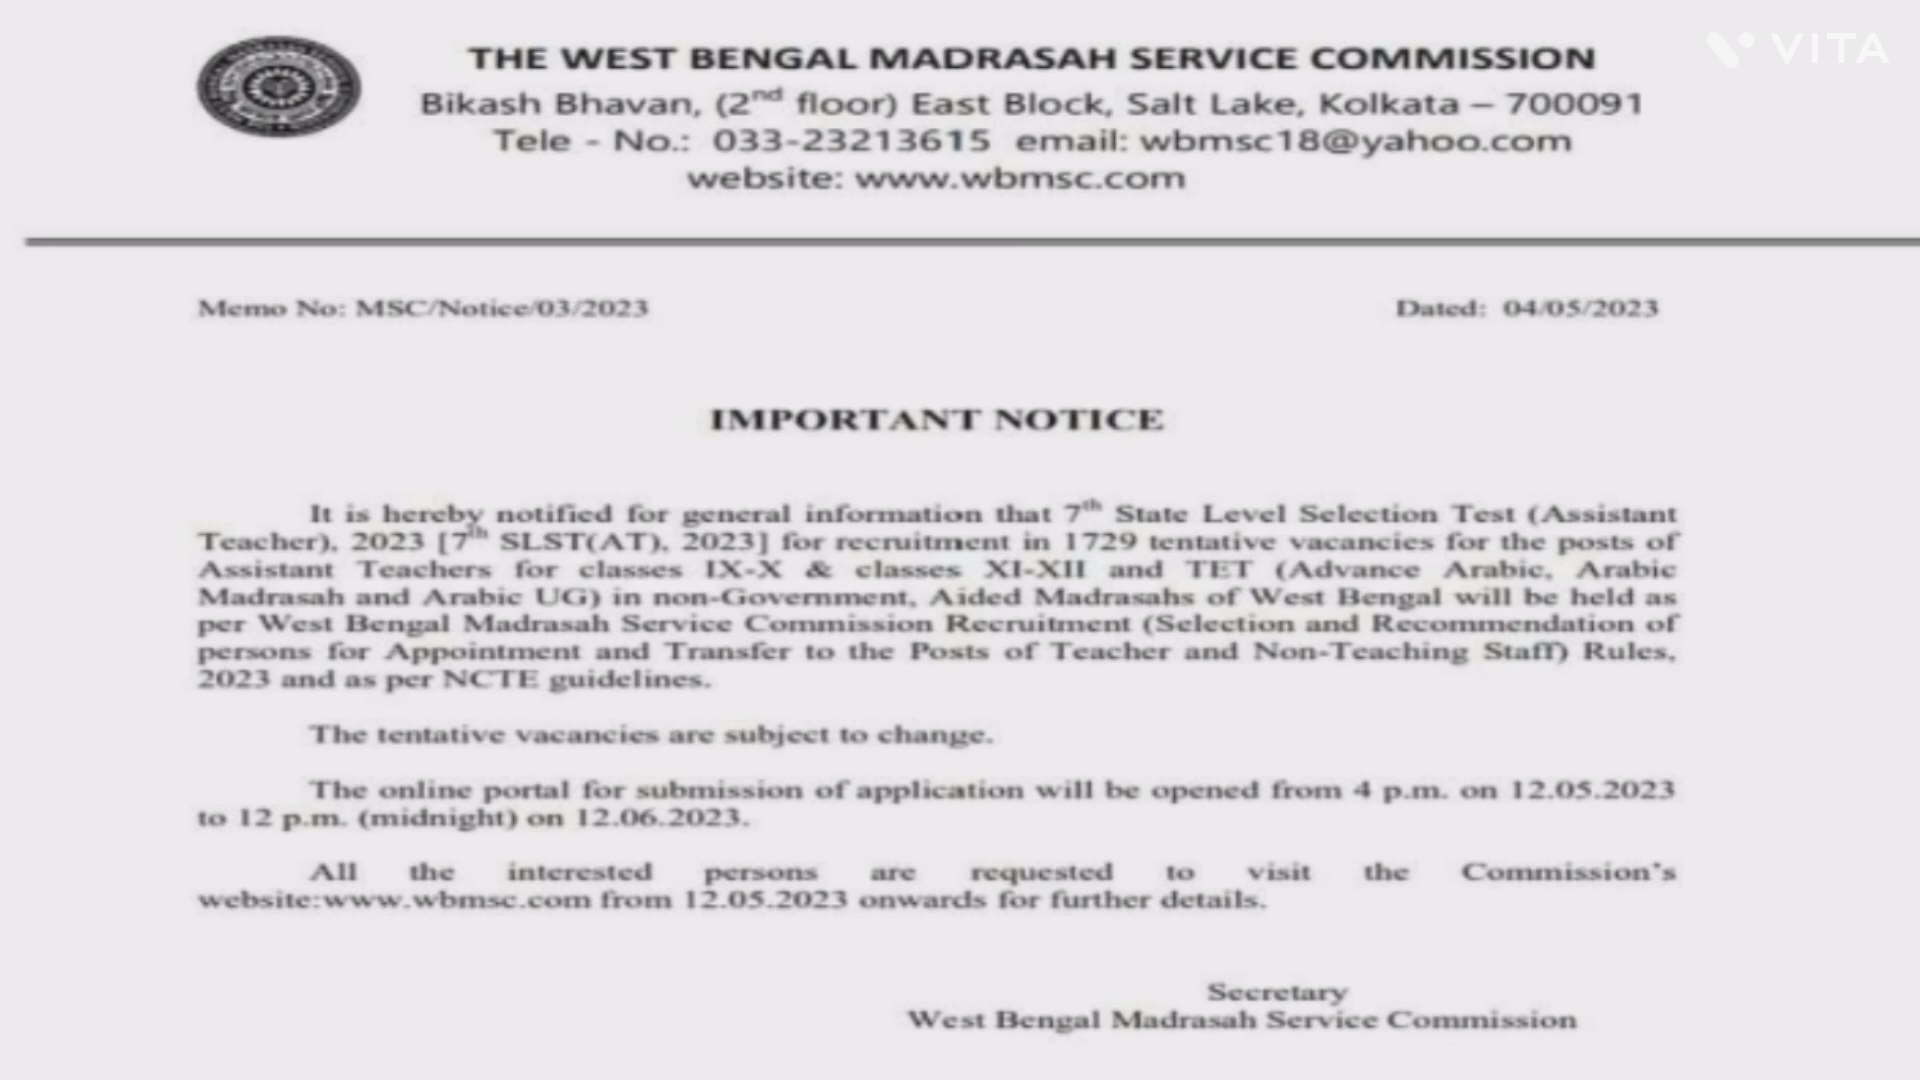 THE WEST BENGAL MADRASAH SERVICE COMMISSION
VITA
Bikash Bhavan, (2nd floor) East Block, Salt Lake, Kolkata – 700091
Tele - No.: 033-23213615 email: wbmsc18@yahoo.com
website: www.wbmsc.com
Memo No: MSC/Notice/03/2023 Dated: 04/05/2023
IMPORTANT NOTICE
It is hereby notified for general information that 7th State Level Selection Test (Assistant
Teacher), 2023 [7th SLST(AT), 2023] for recruitment in 1729 tentative vacancies for the posts of
Assistant Teachers for classes IX-X & classes XI-XII and TET (Advance Arabic, Arabic
Madrasah and Arabic UG) in non-Government, Aided Madrasahs of West Bengal will be held as
per West Bengal Madrasah Service Commission Recruitment (Selection and Recommendation of
persons for Appointment and Transfer to the Posts of Teacher and Non-Teaching Staff) Rules,
2023 and as per NCTE guidelines.
The tentative vacancies are subject to change.
The online portal for submission of application will be opened from 4 p.m. on 12.05.2023
to 12 p.m. (midnight) on 12.06.2023.
All the interested persons are requested to visit the Commission's
website:www.wbmsc.com from 12.05.2023 onwards for further details.
Secretary
West Bengal Madrasah Service Commission